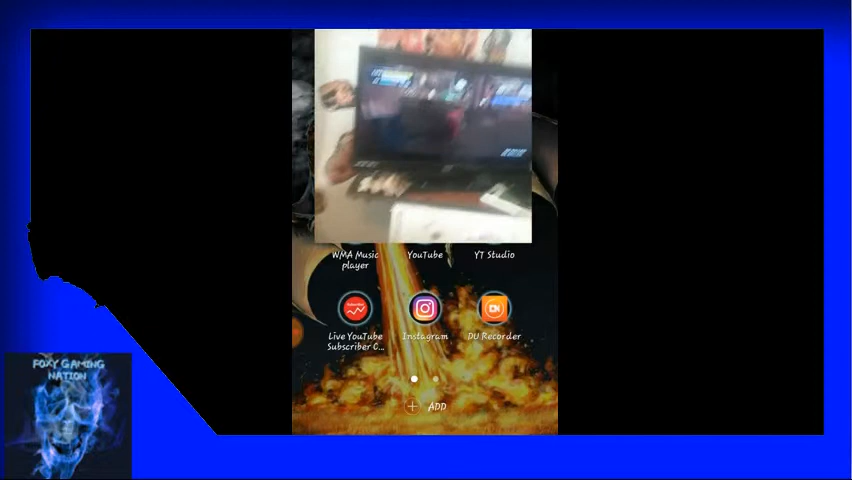 WMA Music
player
YouTube
YT Studio
Live YouTube
Subscriber C...
Instagram
DU Recorder
ADD
FOXY GAMING
NATION